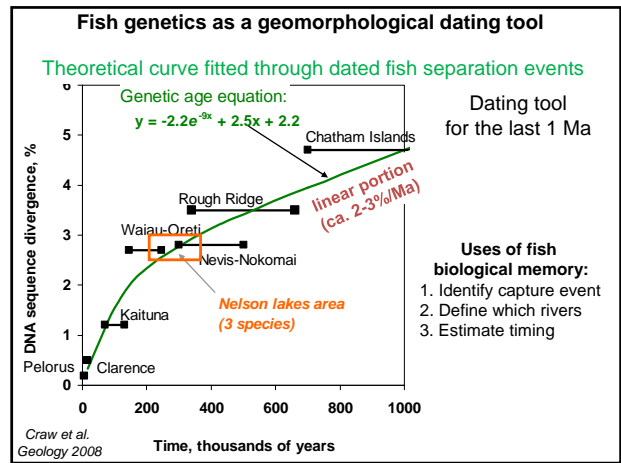 Fish genetics as a geomorphological dating tool
Theoretical curve fitted through dated fish separation events
Genetic age equation:
y = -2.2e^-9x + 2.5x + 2.2
Dating tool
for the last 1 Ma
Chatham Islands
linear portion
(ca. 2-3%/Ma)
Rough Ridge
Waiau-Oreti
Nevis-Nokomai
Nelson lakes area
(3 species)
Kaituna
Pelorus
Clarence
Uses of fish
biological memory:
1. Identify capture event
2. Define which rivers
3. Estimate timing
DNA sequence divergence, %
6
5
4
3
2
1
0
0 200 400 600 800 1000
Time, thousands of years
Craw et al.
Geology 2008